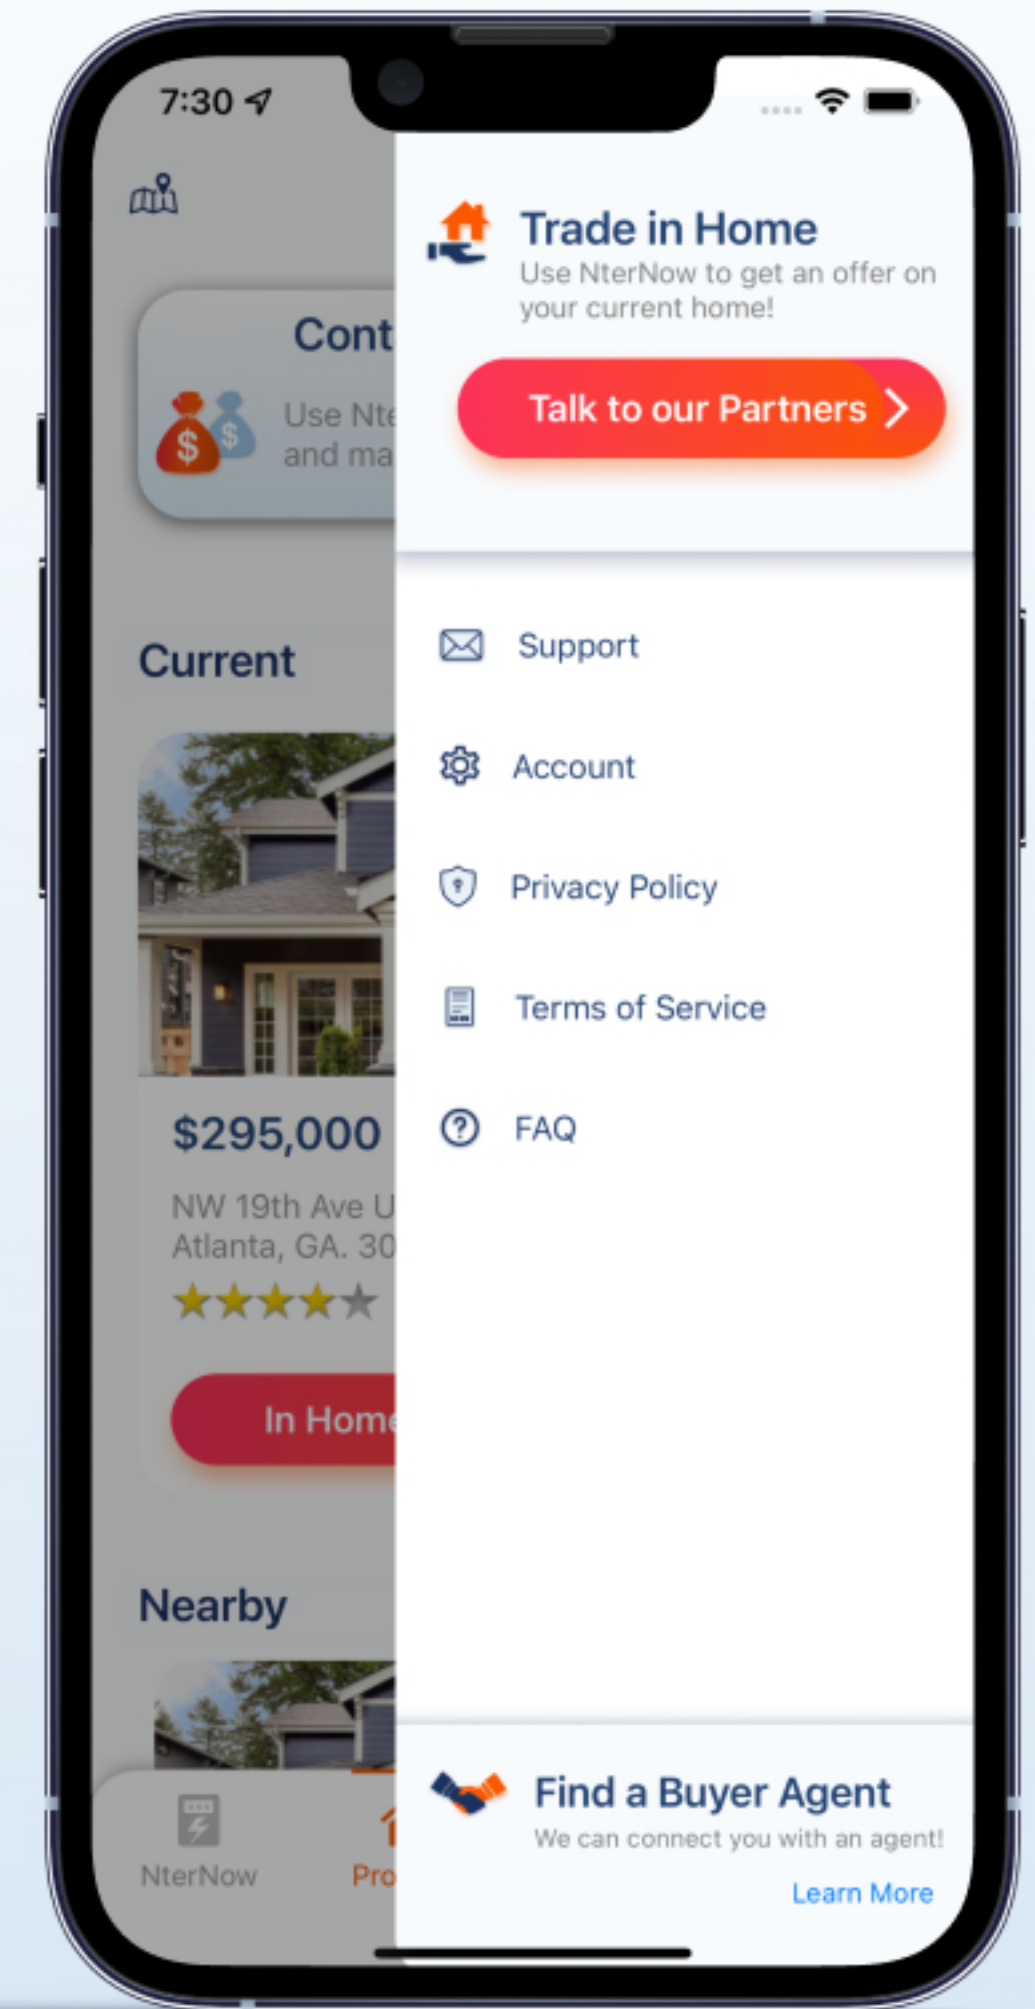 7:30
Trade in Home
Use NterNow to get an offer on
your current home!
Talk to our Partners
Support
Account
Privacy Policy
Terms of Service
FAQ
Find a Buyer Agent
We can connect you with an agent!
Learn More
Cont
Use Nte
and ma
$ $
Current
$295,000
NW 19th Ave U
Atlanta, GA. 30
In Home
Nearby
NterNow
Pro